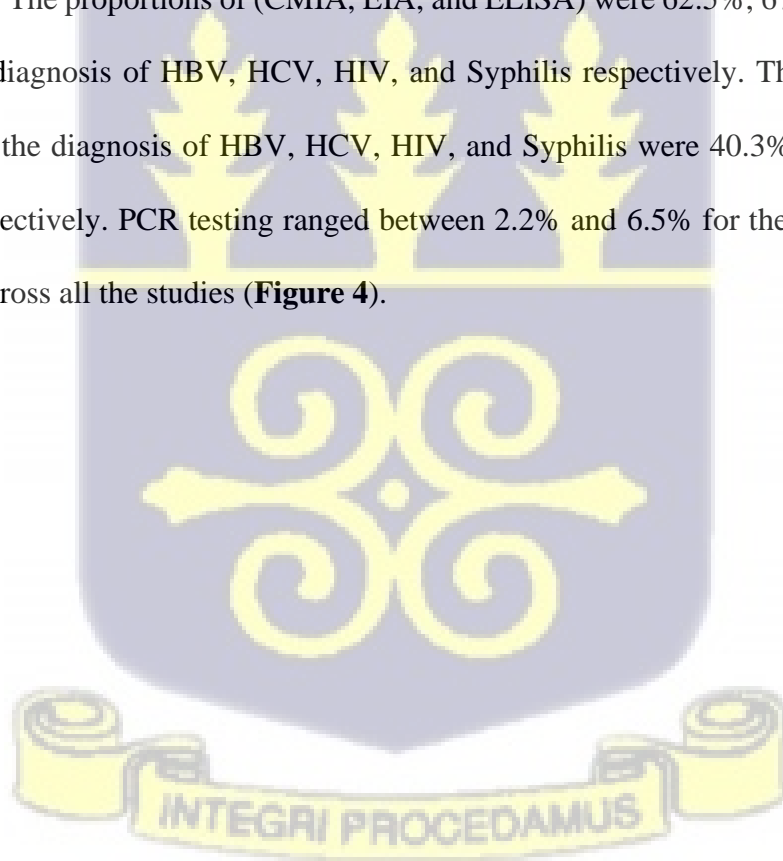 The proportions of (CMIA, EIA, and ELISA) were 62.5%, 6
diagnosis of HBV, HCV, HIV, and Syphilis respectively. Th
the diagnosis of HBV, HCV, HIV, and Syphilis were 40.3%
ectively. PCR testing ranged between 2.2% and 6.5% for the
ross all the studies (Figure 4).
INTEGRI PROCEDAMUS